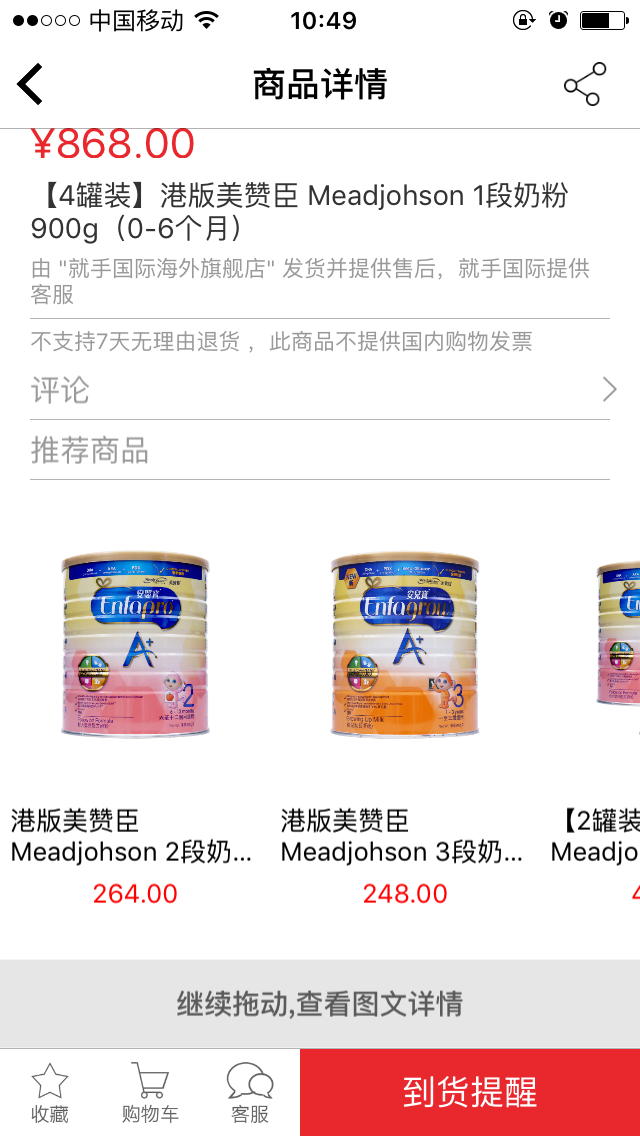 中国移动
10:49
商品详情
¥868.00
【4罐装】港版美赞臣 Meadjohson 1段奶粉
900g（0-6个月）
由 "就手国际海外旗舰店" 发货并提供售后，就手国际提供
客服
不支持7天无理由退货 ，此商品不提供国内购物发票
评论
推荐商品
安嬰寶
Enfapro
A+
2
安兒寶
Enfagrow
A+
3
港版美赞臣
Meadjohson 2段奶...
264.00
港版美赞臣
Meadjohson 3段奶...
248.00
【2罐装
Meadjo
继续拖动,查看图文详情
收藏
购物车
客服
到货提醒